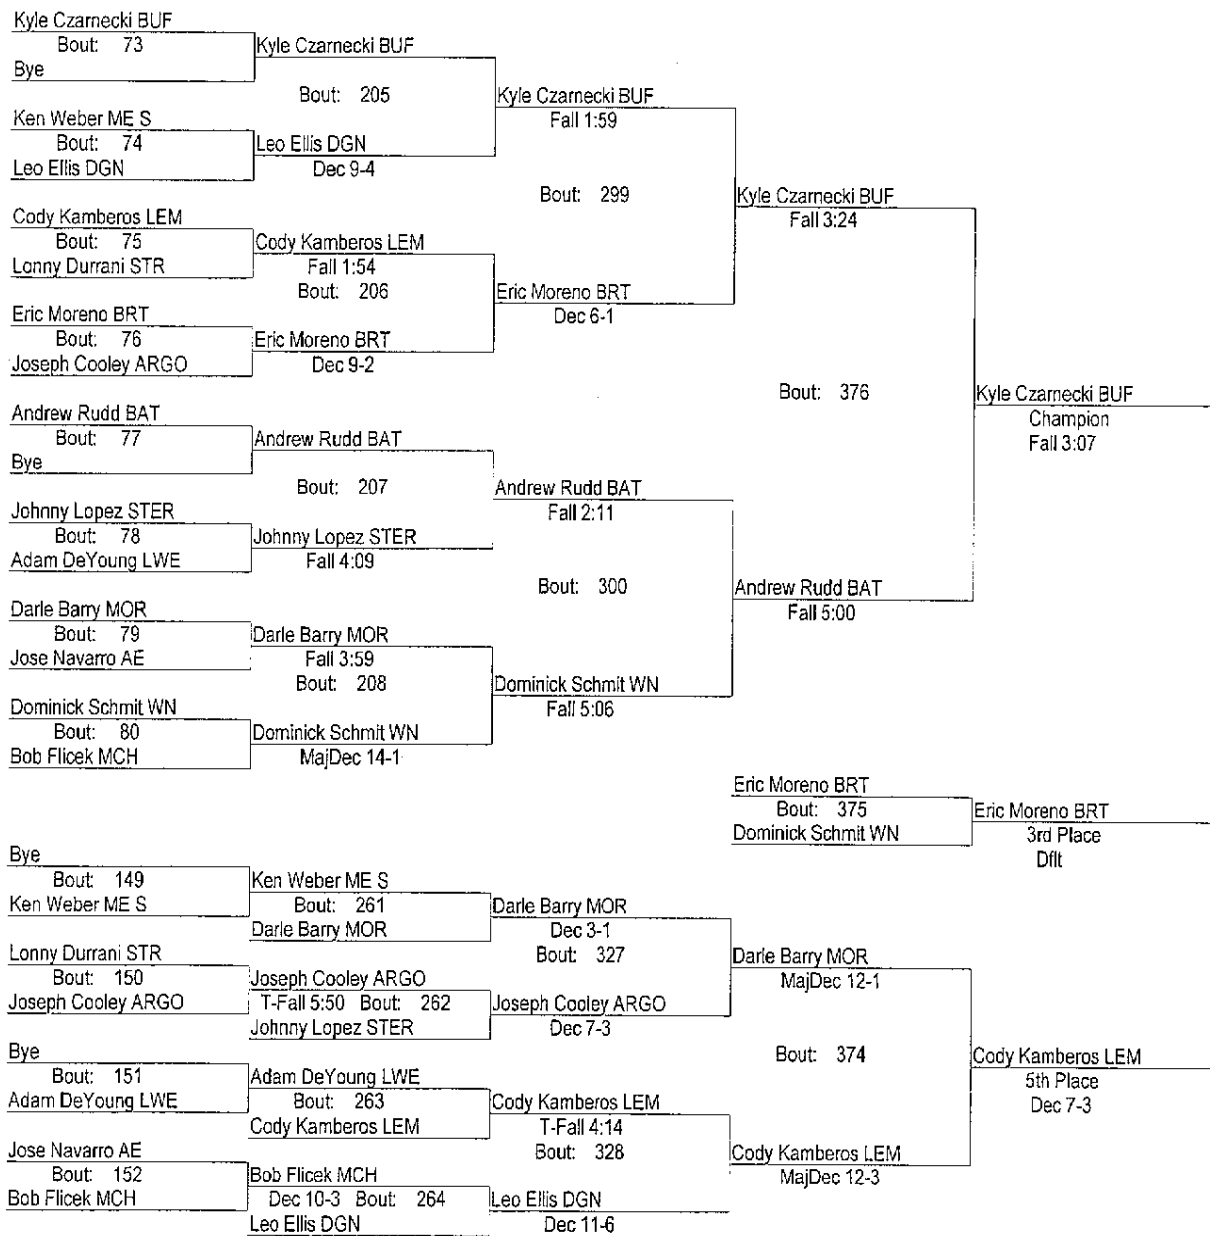 Kyle Czarnecki BUF
Bout: 73
Bye
Kyle Czarnecki BUF
Bout: 205
Ken Weber ME S
Bout: 74
Leo Ellis DGN
Leo Ellis DGN
Dec 9-4
Kyle Czarnecki BUF
Fall 1:59
Bout: 299
Cody Kamberos LEM
Bout: 75
Lonny Durrani STR
Cody Kamberos LEM
Fall 1:54
Bout: 206
Eric Moreno BRT
Bout: 76
Joseph Cooley ARGO
Eric Moreno BRT
Dec 9-2
Eric Moreno BRT
Dec 6-1
Kyle Czarnecki BUF
Fall 3:24
Bout: 376
Andrew Rudd BAT
Bout: 77
Bye
Andrew Rudd BAT
Bout: 207
Johnny Lopez STER
Bout: 78
Adam DeYoung LWE
Johnny Lopez STER
Fall 4:09
Andrew Rudd BAT
Fall 2:11
Bout: 300
Darle Barry MOR
Bout: 79
Jose Navarro AE
Darle Barry MOR
Fall 3:59
Bout: 208
Dominick Schmit WN
Bout: 80
Bob Flicek MCH
Dominick Schmit WN
MajDec 14-1
Dominick Schmit WN
Fall 5:06
Andrew Rudd BAT
Fall 5:00
Kyle Czarnecki BUF
Champion
Fall 3:07
Eric Moreno BRT
Bout: 375
Dominick Schmit WN
Eric Moreno BRT
3rd Place
Dflt
Bye
Bout: 149
Ken Weber ME S
Ken Weber ME S
Bout: 261
Darle Barry MOR
Darle Barry MOR
Dec 3-1
Bout: 327
Lonny Durrani STR
Bout: 150
Joseph Cooley ARGO
Joseph Cooley ARGO
T-Fall 5:50 Bout: 262
Johnny Lopez STER
Joseph Cooley ARGO
Dec 7-3
Darle Barry MOR
MajDec 12-1
Bout: 374
Bye
Bout: 151
Adam DeYoung LWE
Adam DeYoung LWE
Bout: 263
Cody Kamberos LEM
Cody Kamberos LEM
T-Fall 4:14
Bout: 328
Jose Navarro AE
Bout: 152
Bob Flicek MCH
Bob Flicek MCH
Dec 10-3 Bout: 264
Leo Ellis DGN
Leo Ellis DGN
Dec 11-6
Cody Kamberos LEM
MajDec 12-3
Cody Kamberos LEM
5th Place
Dec 7-3